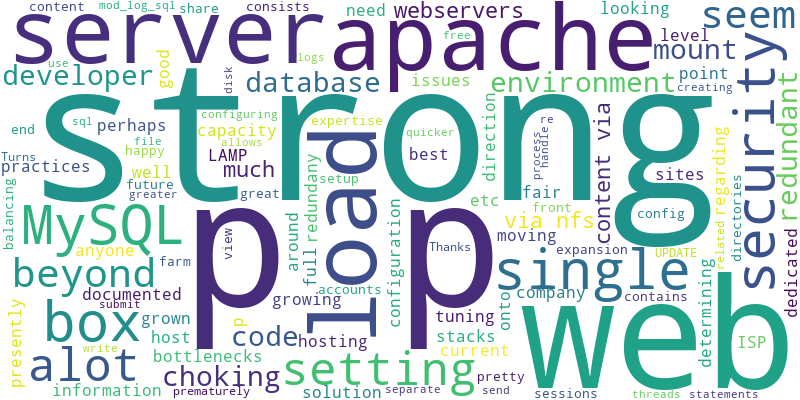 content mod_log_sql share consists need webservers looking seem
server apache
use logs free level mount
developer good disk database issues environment point creating security
strong
end sql perhaps configuring capacity expertise allows quicker direction content via redundant
Turns file happy LAMP much load best process handle re
practices well future greater great setup etc fair sites related regarding directories
balancing MySQL view p p redundany full around configuration via nfs front config
anyone moving Thanks expansion UPDATE dedicated
beyond farm accounts single
documented submit growing onto company contains determining
presently box grown p code hosting tuning web ISP
host stacks
alot bottlenecks current
information choking prematurely setting solution pretty
write separate send sessions threads statements